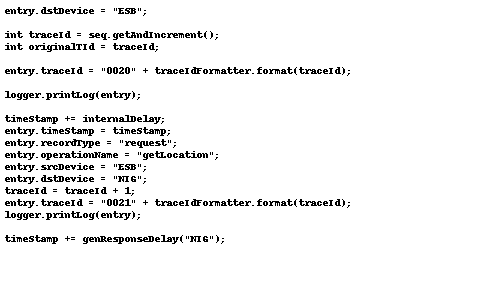 entry.dstDevice = "ESB";
int traceId = seq.getAndIncrement();
int originalTId = traceId;
entry.traceId = "0020" + traceIdFormatter.format(traceId);
logger.printLog(entry);
timeStamp += internalDelay;
entry.timeStamp = timeStamp;
entry.recordType = "request";
entry.operationName = "getLocation";
entry.srcDevice = "ESB";
entry.dstDevice = "NIG";
traceId = traceId + 1;
entry.traceId = "0021" + traceIdFormatter.format(traceId);
logger.printLog(entry);
timeStamp += genResponseDelay("NIG");